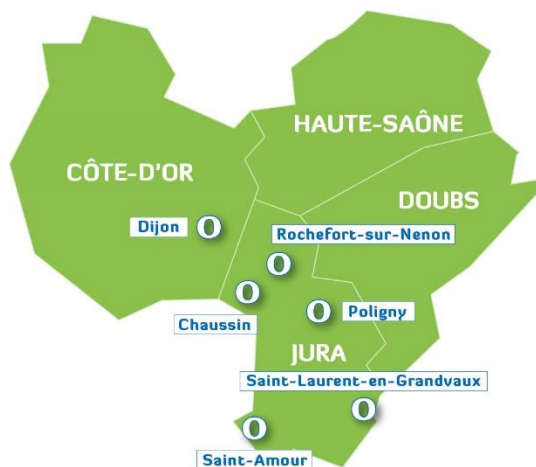 HAUTE-SAÔNE
CÔTE-D'OR
DOUBS
Dijon
Rochefort-sur-Nenon
Chaussin
Poligny
JURA
Saint-Laurent-en-Grandvaux
Saint-Amour